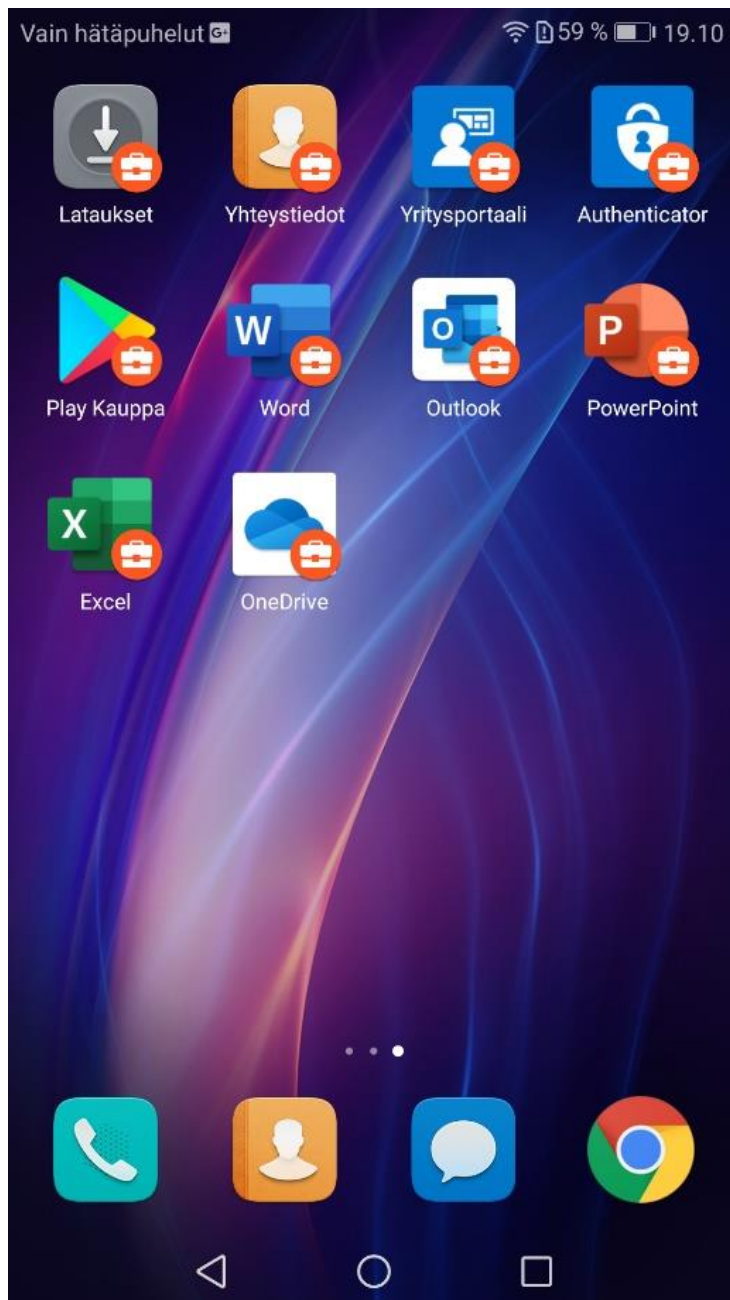 Vain hätäpuhelut G+ 59 % 19.10
Lataukset Yhteystiedot Yritysportaali Authenticator
W O P
Play Kauppa Word Outlook PowerPoint
X
Excel OneDrive